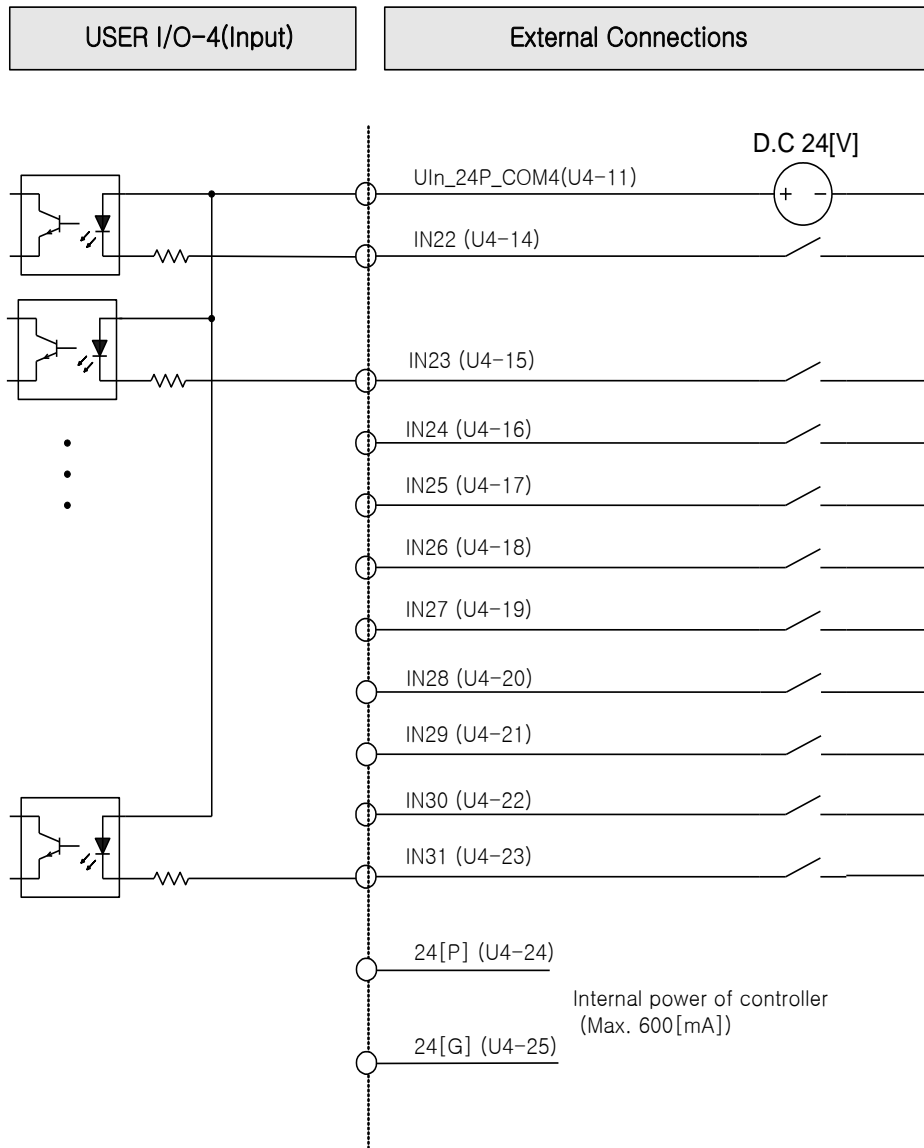 USER I/O-4(Input)
External Connections
D.C 24[V]
UIn_24P_COM4(U4-11)
+ -
IN22 (U4-14)
IN23 (U4-15)
IN24 (U4-16)
IN25 (U4-17)
IN26 (U4-18)
IN27 (U4-19)
IN28 (U4-20)
IN29 (U4-21)
IN30 (U4-22)
IN31 (U4-23)
24[P] (U4-24)
Internal power of controller
(Max. 600[mA])
24[G] (U4-25)